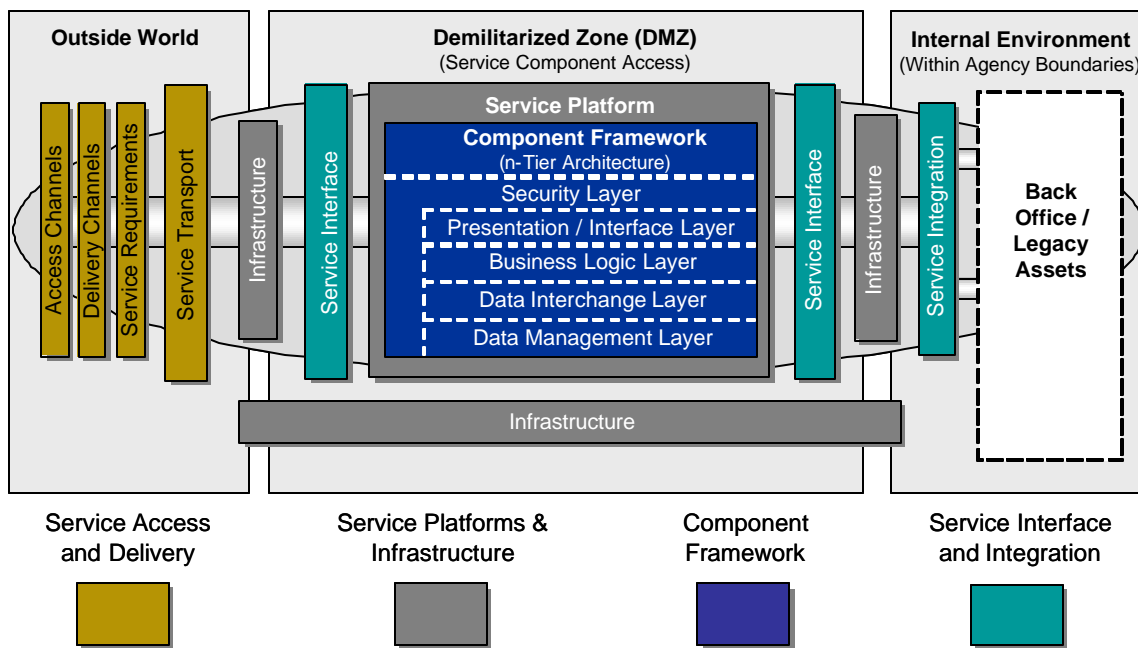 Outside World
Access Channels
Delivery Channels
Service Requirements
Service Transport
Infrastructure
Demilitarized Zone (DMZ)
(Service Component Access)
Service Interface
Service Platform
Component Framework
(n-Tier Architecture)
Security Layer
Presentation / Interface Layer
Business Logic Layer
Data Interchange Layer
Data Management Layer
Service Interface
Infrastructure
Infrastructure
Internal Environment
(Within Agency Boundaries)
Service Integration
Back
Office /
Legacy
Assets
Service Access
and Delivery
Service Platforms &
Infrastructure
Component
Framework
Service Interface
and Integration